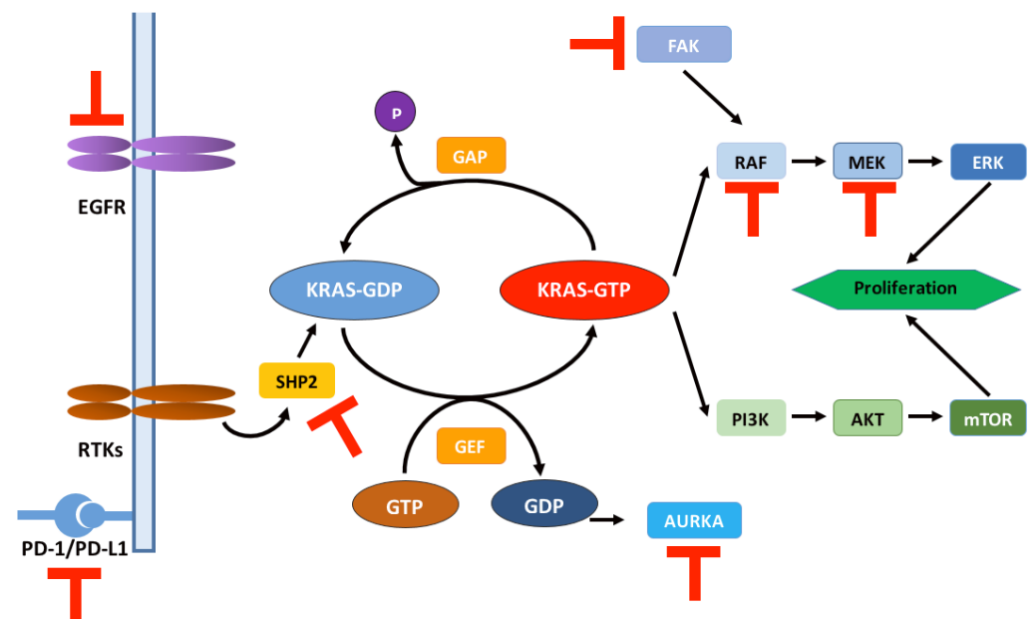 FAK
P
GAP
RAF
MEK
ERK
EGFR
KRAS-GDP
KRAS-GTP
Proliferation
SHP2
RTKs
PI3K
AKT
mTOR
GEF
GTP
GDP
AURKA
PD-1/PD-L1